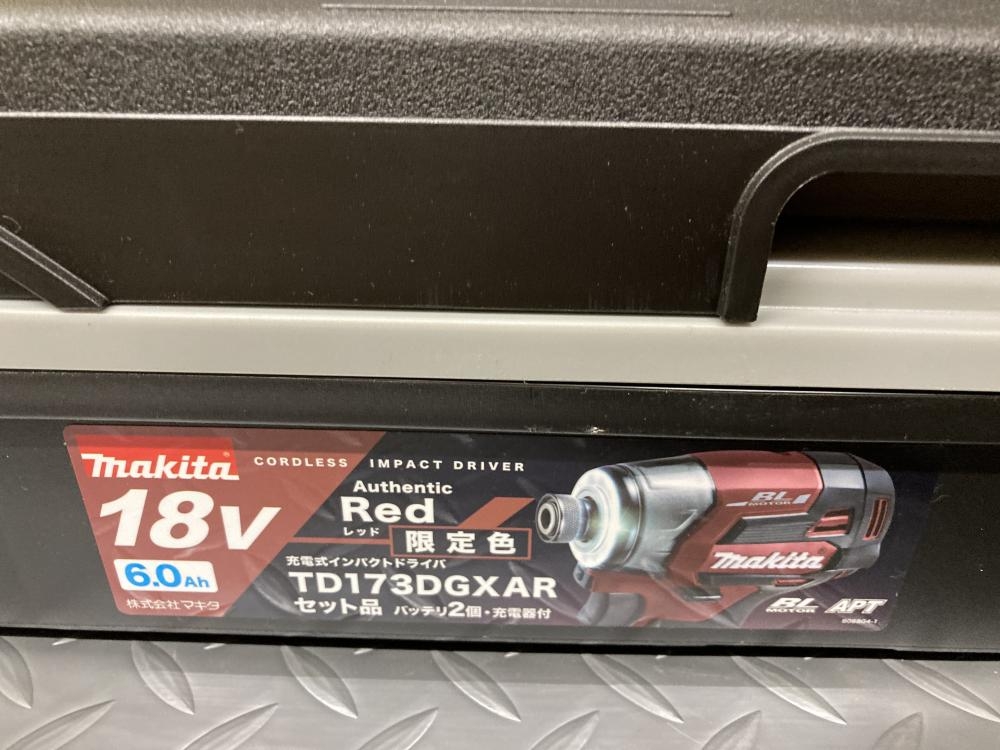 makita
CORDLESS IMPACT DRIVER
18V
6.0Ah
株式会社マキタ
Authentic
Red
レッド
限定色
充電式インパクトドライバ
TD173DGXAR
セット品 バッテリ2個・充電器付
BL
MOTOR
makita
BL
MOTOR
APT